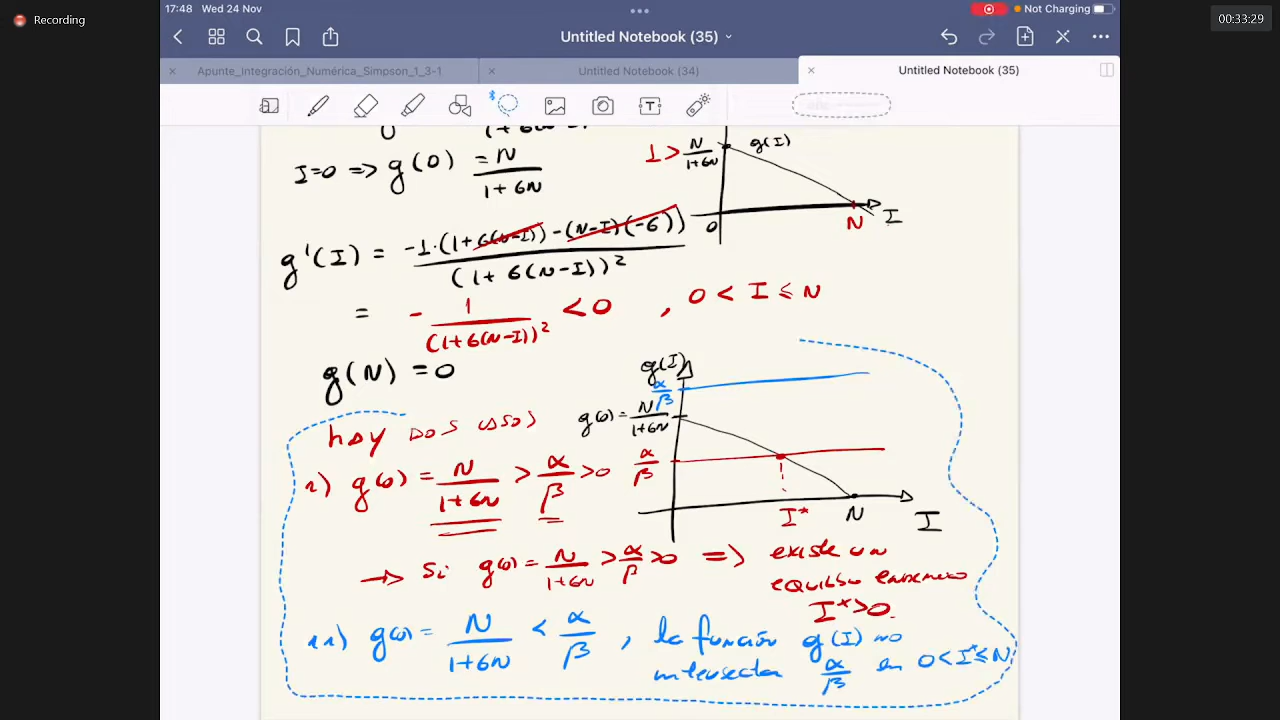 Recording
17:48 Wed 24 Nov
Not Charging
00:33:29
Untitled Notebook (35)
Apunte_Integración_Numérica_Simpson_1_3-1
Untitled Notebook (34)
Untitled Notebook (35)
I=0 => g(0) = N / (1+6N)
1 > N / (1+6N)
g(I)
0
N
I
g'(I) = -1·(1+6(N-I)) - (N-I)(-6)) / (1+6(N-I))²
= - 1 / (1+6(N-I))² < 0 , 0 < I ≤ N
g(N) = 0
g(I)
α/β
g(0) = N / (1+6N)
α/β
I*
N
I
hay dos casos
i) g(0) = N / (1+6N) > α/β > 0
→ Si g(0) = N / (1+6N) > α/β > 0 => existe un
equilibrio endémico
I* > 0.
ii) g(0) = N / (1+6N) < α/β , la función g(I) no
intersecta α/β en 0 < I* ≤ N